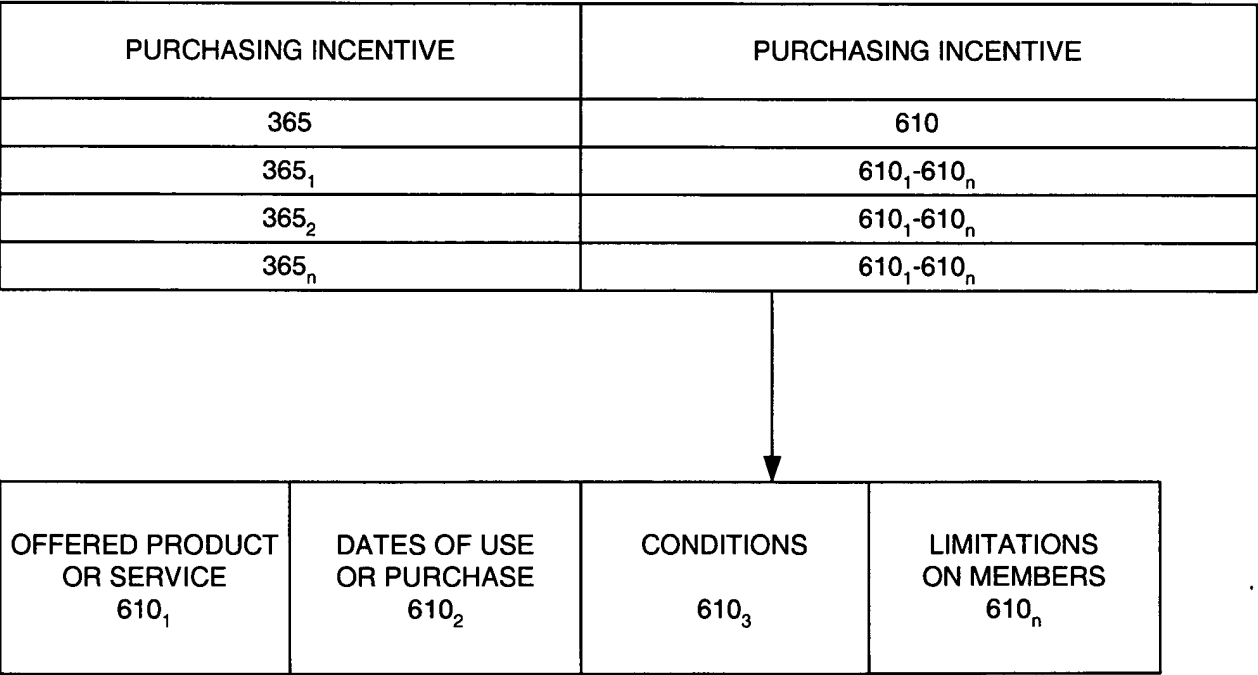 PURCHASING INCENTIVE PURCHASING INCENTIVE
365 610
365₁ 610₁-610ₙ
365₂ 610₁-610ₙ
365ₙ 610₁-610ₙ
OFFERED PRODUCT
OR SERVICE
610₁
DATES OF USE
OR PURCHASE
610₂
CONDITIONS
610₃
LIMITATIONS
ON MEMBERS
610ₙ